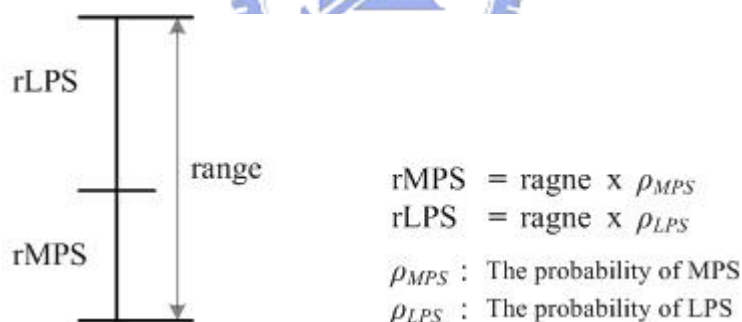 rLPS
range
rMPS
rMPS = ragne x ρMPS
rLPS = ragne x ρLPS
ρMPS : The probability of MPS
ρLPS : The probability of LPS